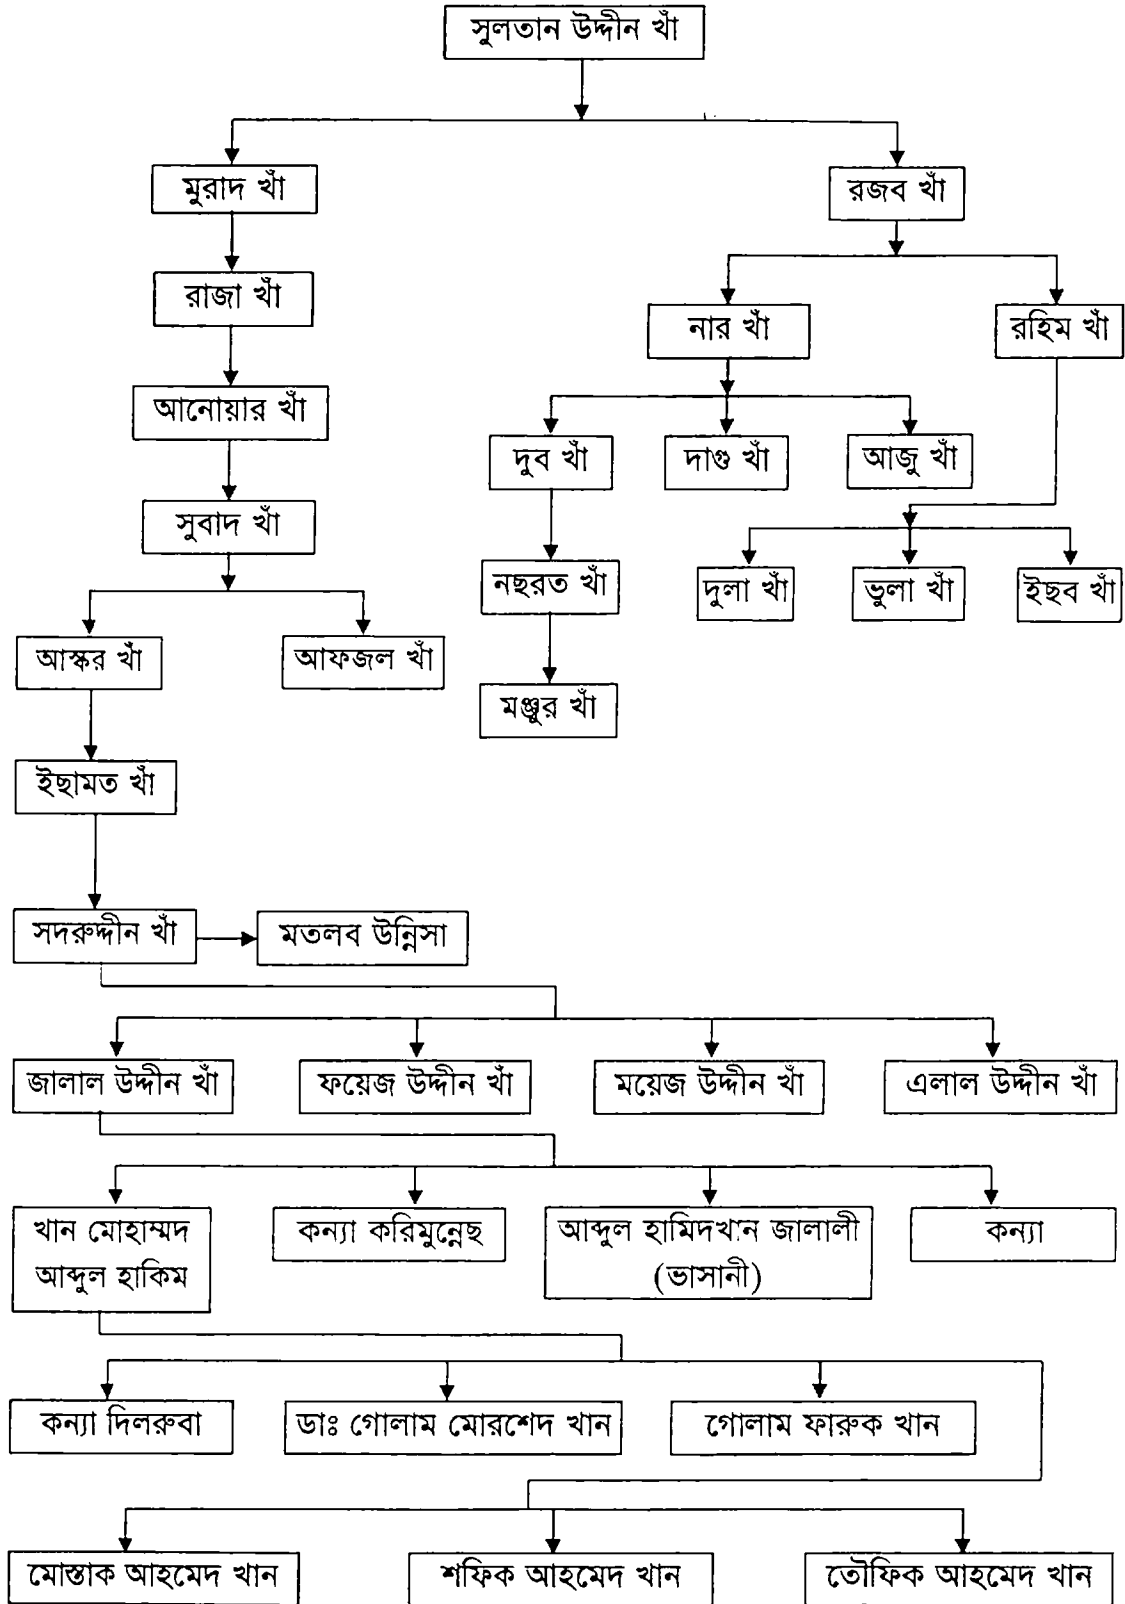 সুলতান উদ্দীন খাঁ
মুরাদ খাঁ
রজব খাঁ
রাজা খাঁ
নার খাঁ
রহিম খাঁ
আনোয়ার খাঁ
দুব খাঁ
দাগু খাঁ
আজু খাঁ
সুবাদ খাঁ
নছরত খাঁ
দুলা খাঁ
ভুলা খাঁ
ইছব খাঁ
আস্কর খাঁ
আফজল খাঁ
মঞ্জুর খাঁ
ইছামত খাঁ
সদরুদ্দীন খাঁ
মতলব উন্নিসা
জালাল উদ্দীন খাঁ
ফয়েজ উদ্দীন খাঁ
ময়েজ উদ্দীন খাঁ
এলাল উদ্দীন খাঁ
খান মোহাম্মদ
আব্দুল হাকিম
কন্যা করিমুন্নেছ
আব্দুল হামিদখান জালালী
(ভাসানী)
কন্যা
কন্যা দিলরুবা
ডাঃ গোলাম মোরশেদ খান
গোলাম ফারুক খান
মোস্তাক আহমেদ খান
শফিক আহমেদ খান
তৌফিক আহমেদ খান